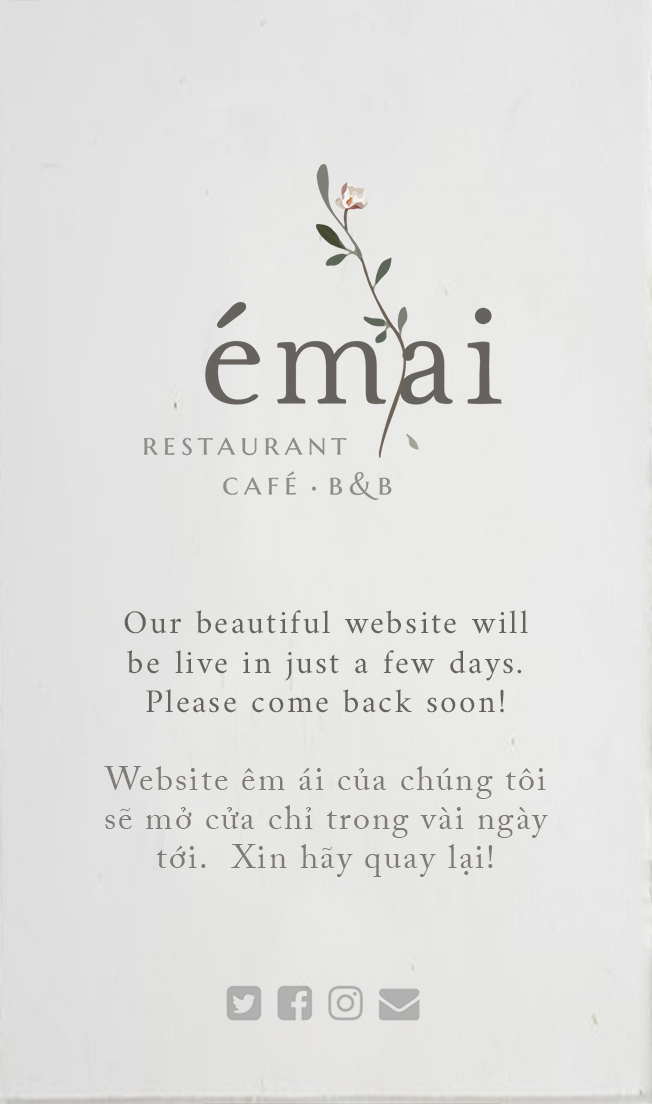 émai
RESTAURANT
CAFÉ · B&B
Our beautiful website will
be live in just a few days.
Please come back soon!
Website êm ái của chúng tôi
sẽ mở cửa chỉ trong vài ngày
tới. Xin hãy quay lại!